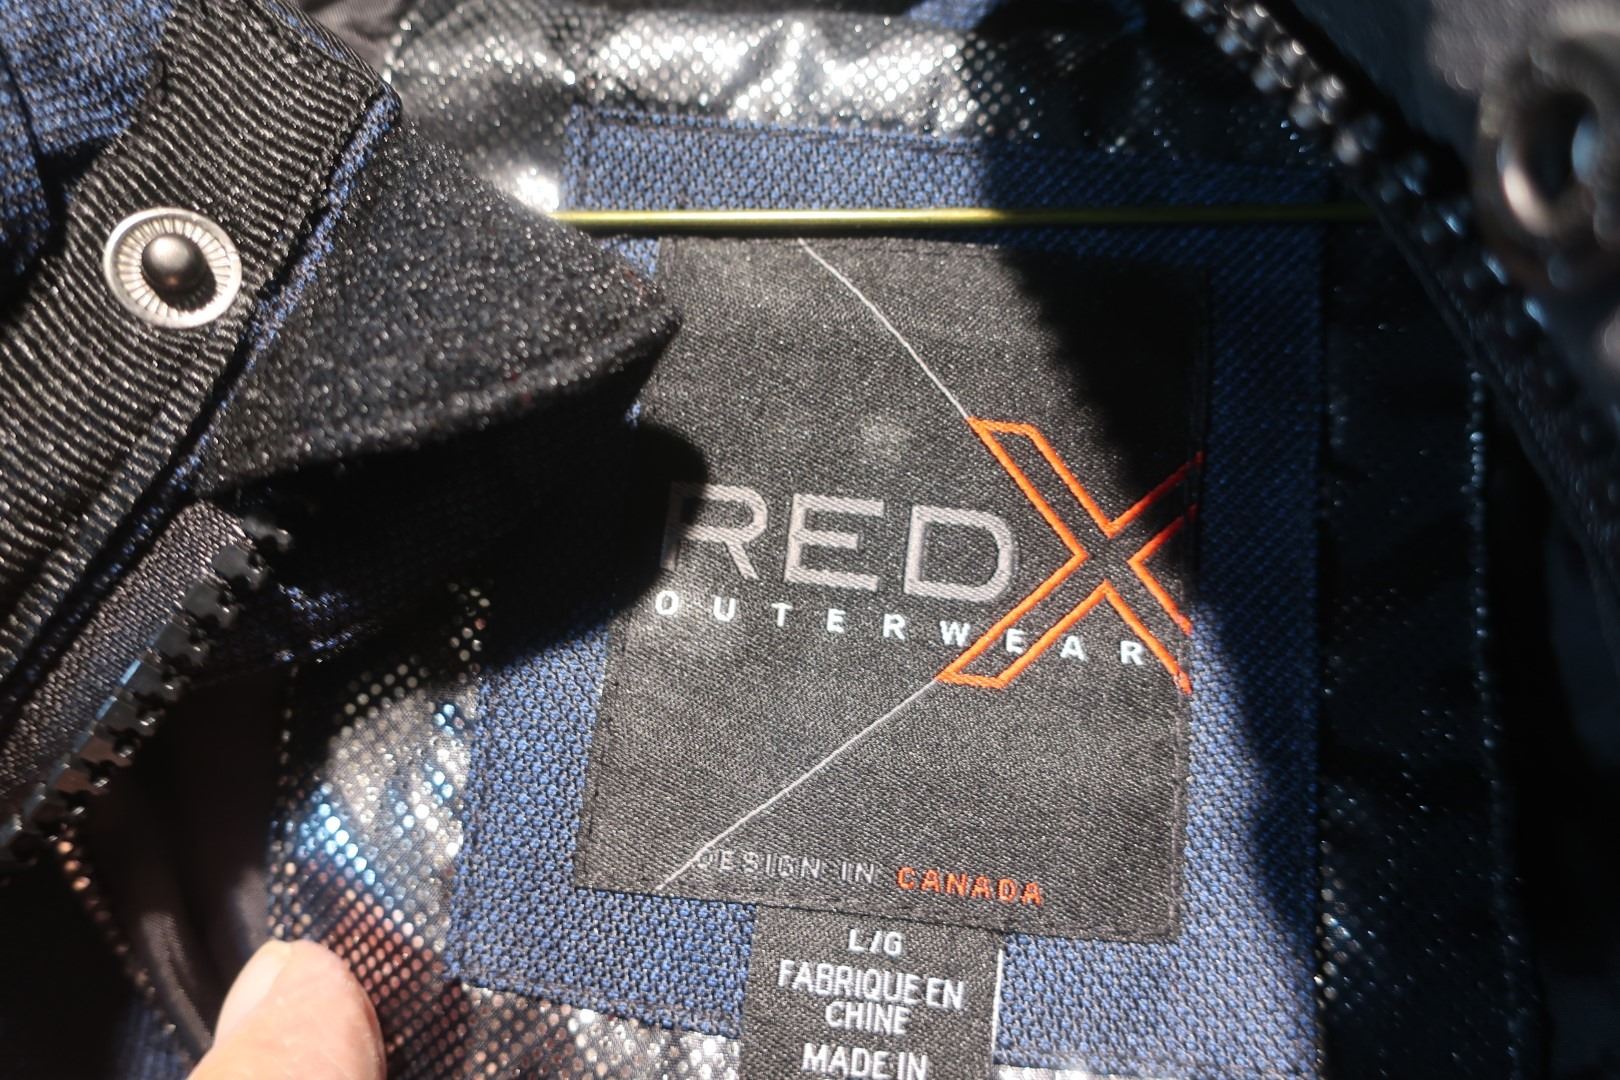 REDX
OUTERWEAR
DESIGN IN CANADA
L/G
FABRIQUE EN
CHINE
MADE IN